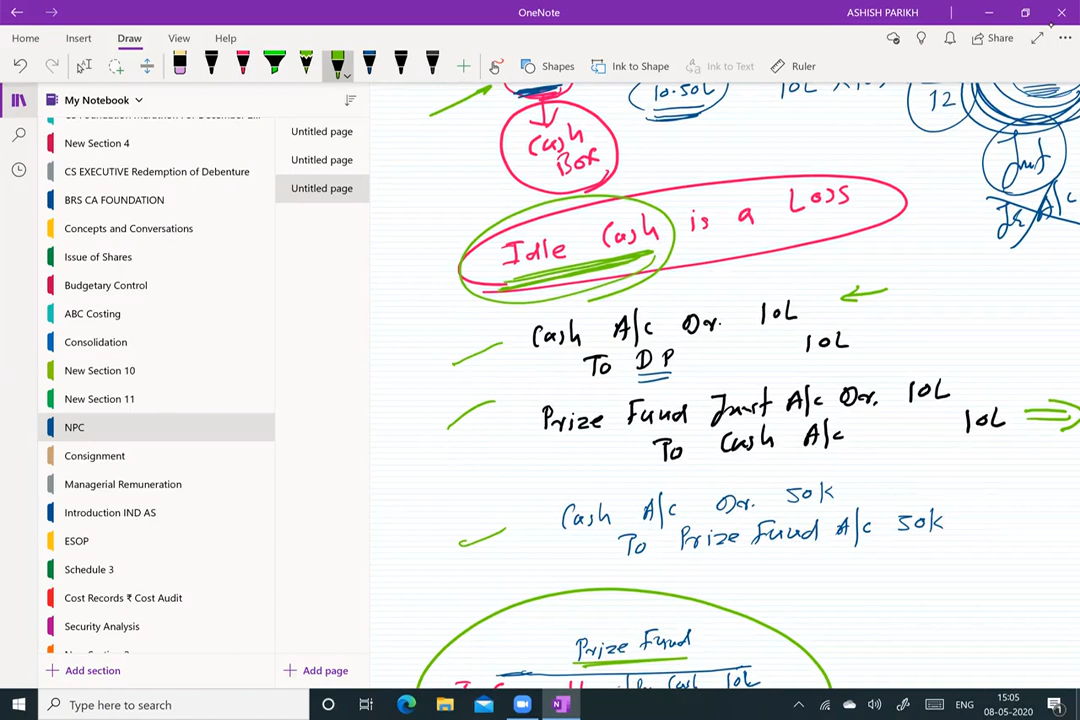 OneNote
ASHISH PARIKH
Home Insert Draw View Help
Share
Shapes Ink to Shape Ink to Text Ruler
My Notebook
New Section 4
CS EXECUTIVE Redemption of Debenture
BRS CA FOUNDATION
Concepts and Conversations
Issue of Shares
Budgetary Control
ABC Costing
Consolidation
New Section 10
New Section 11
NPC
Consignment
Managerial Remuneration
Introduction IND AS
ESOP
Schedule 3
Cost Records ₹ Cost Audit
Security Analysis
Add section
Untitled page
Untitled page
Untitled page
Add page
10.50L
12
Cash
Box
Idle Cash is a Loss
Cash A/c Dr. 10L
To DP 10L
Prize Fund Invt A/c Dr. 10L
To Cash A/c 10L
Cash A/c Dr. 50K
To Prize Fund A/c 50K
Prize Fund
Cash 10L
Type here to search
ENG
15:05
08-05-2020